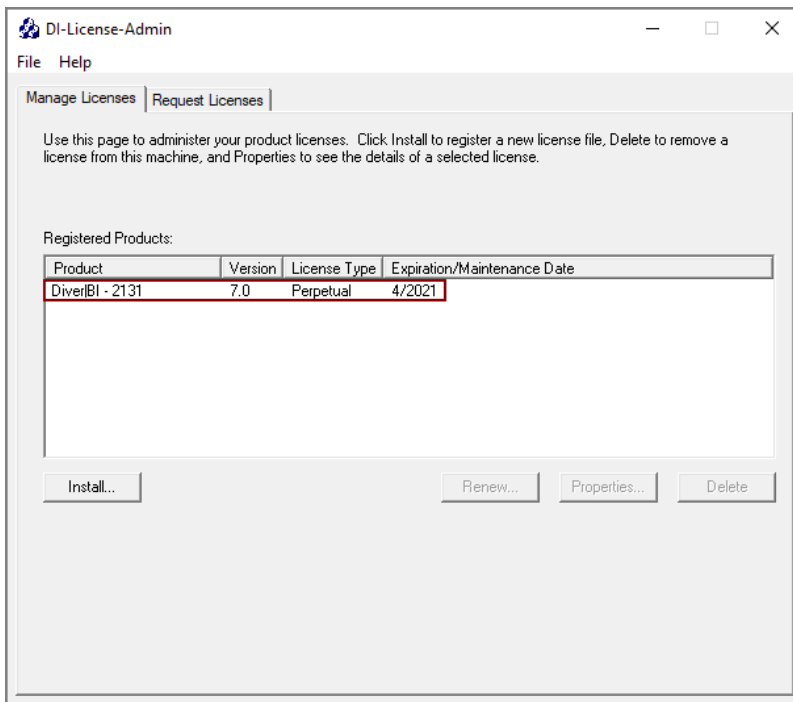 DI-License-Admin
File Help
Manage Licenses Request Licenses
Use this page to administer your product licenses. Click Install to register a new license file, Delete to remove a
license from this machine, and Properties to see the details of a selected license.
Registered Products:
Product Version License Type Expiration/Maintenance Date
Diver|BI - 2131 7.0 Perpetual 4/2021
Install... Renew... Properties... Delete